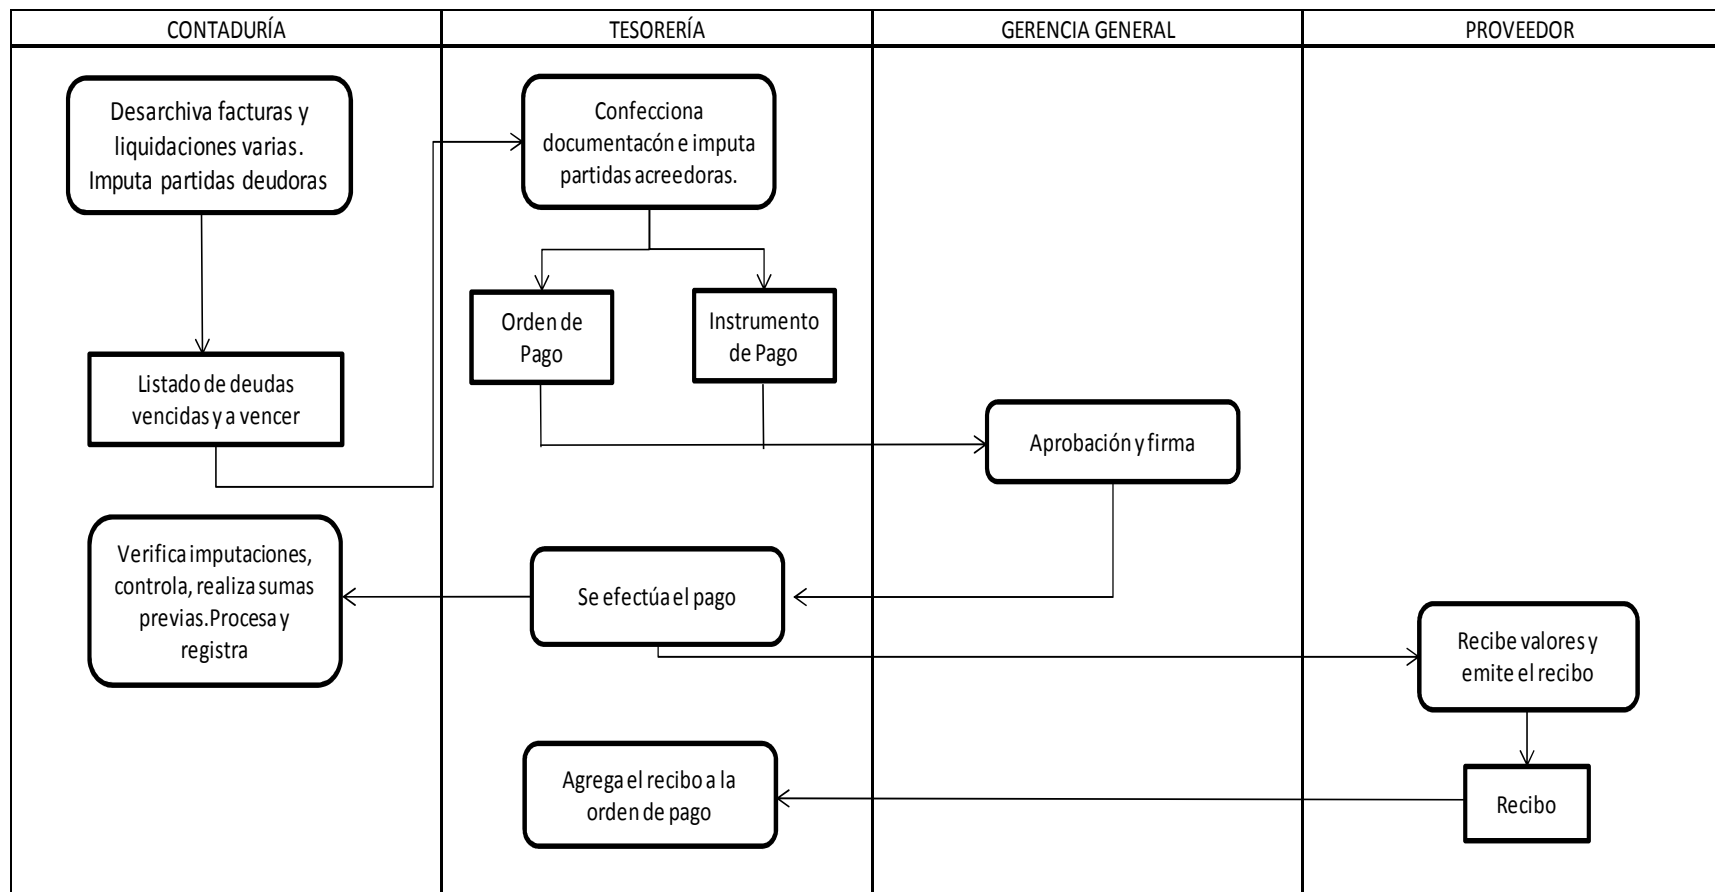 CONTADURÍA
TESORERÍA
GERENCIA GENERAL
PROVEEDOR
Desarchiva facturas y
liquidaciones varias.
Imputa partidas deudoras
Confecciona
documentacón e imputa
partidas acreedoras.
Orden de
Pago
Instrumento
de Pago
Listado de deudas
vencidas y a vencer
Aprobación y firma
Verifica imputaciones,
controla, realiza sumas
previas.Procesa y
registra
Se efectúa el pago
Recibe valores y
emite el recibo
Agrega el recibo a la
orden de pago
Recibo